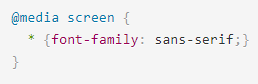 @media screen {
  * {font-family: sans-serif;}
}